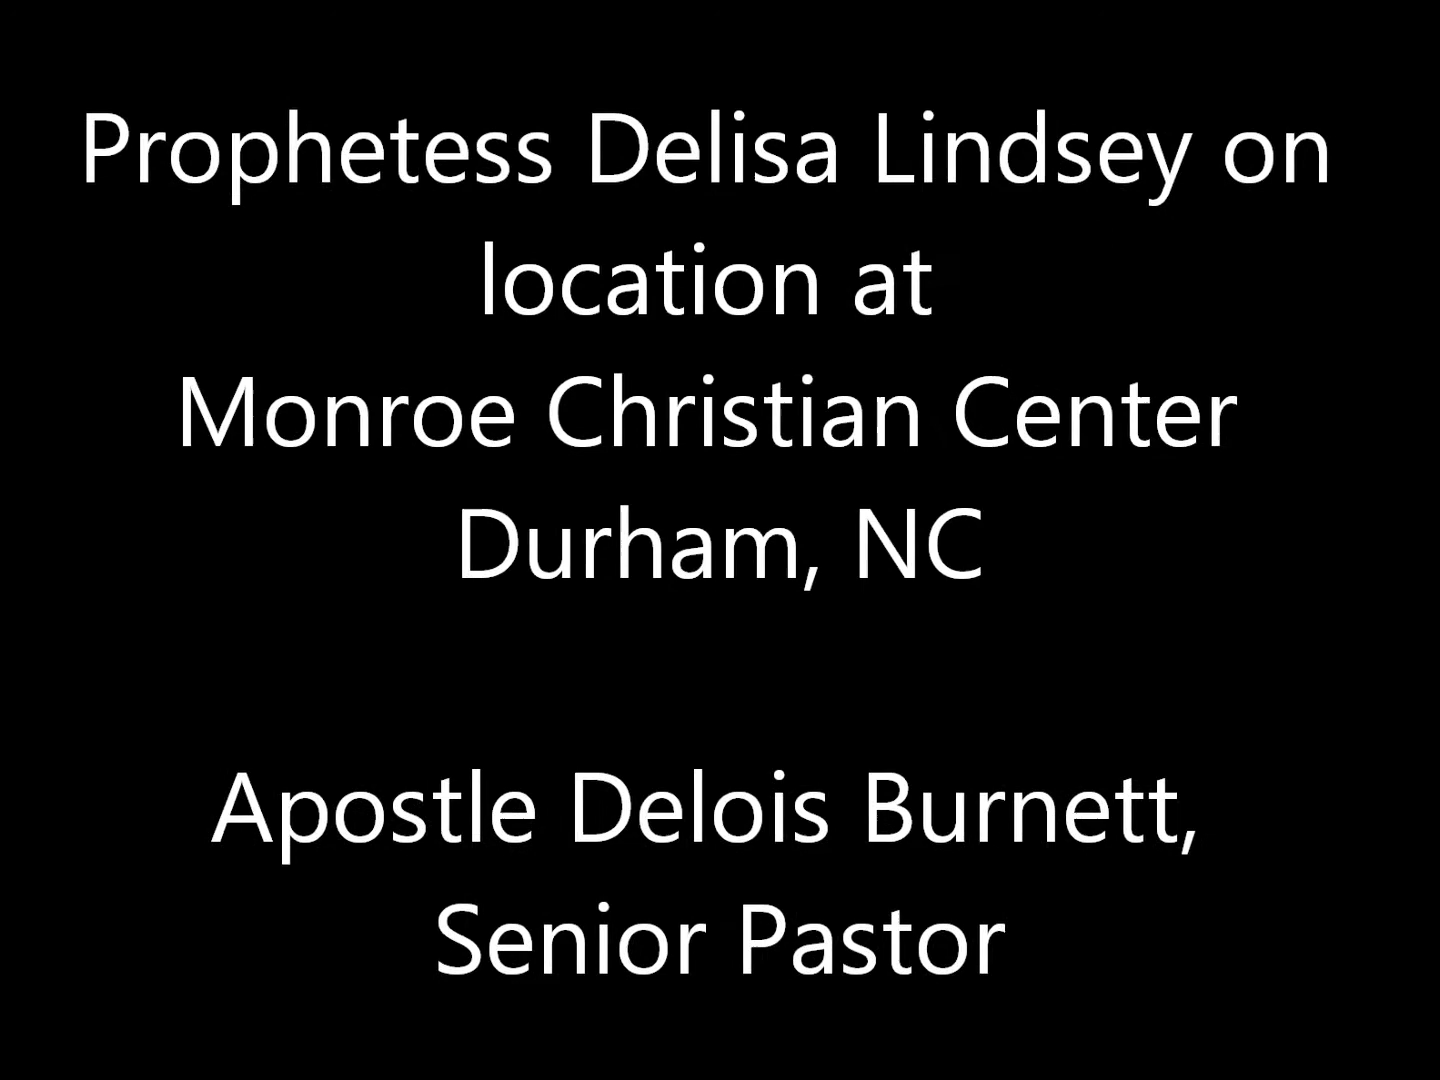 Prophetess Delisa Lindsey on
location at
Monroe Christian Center
Durham, NC
Apostle Delois Burnett,
Senior Pastor